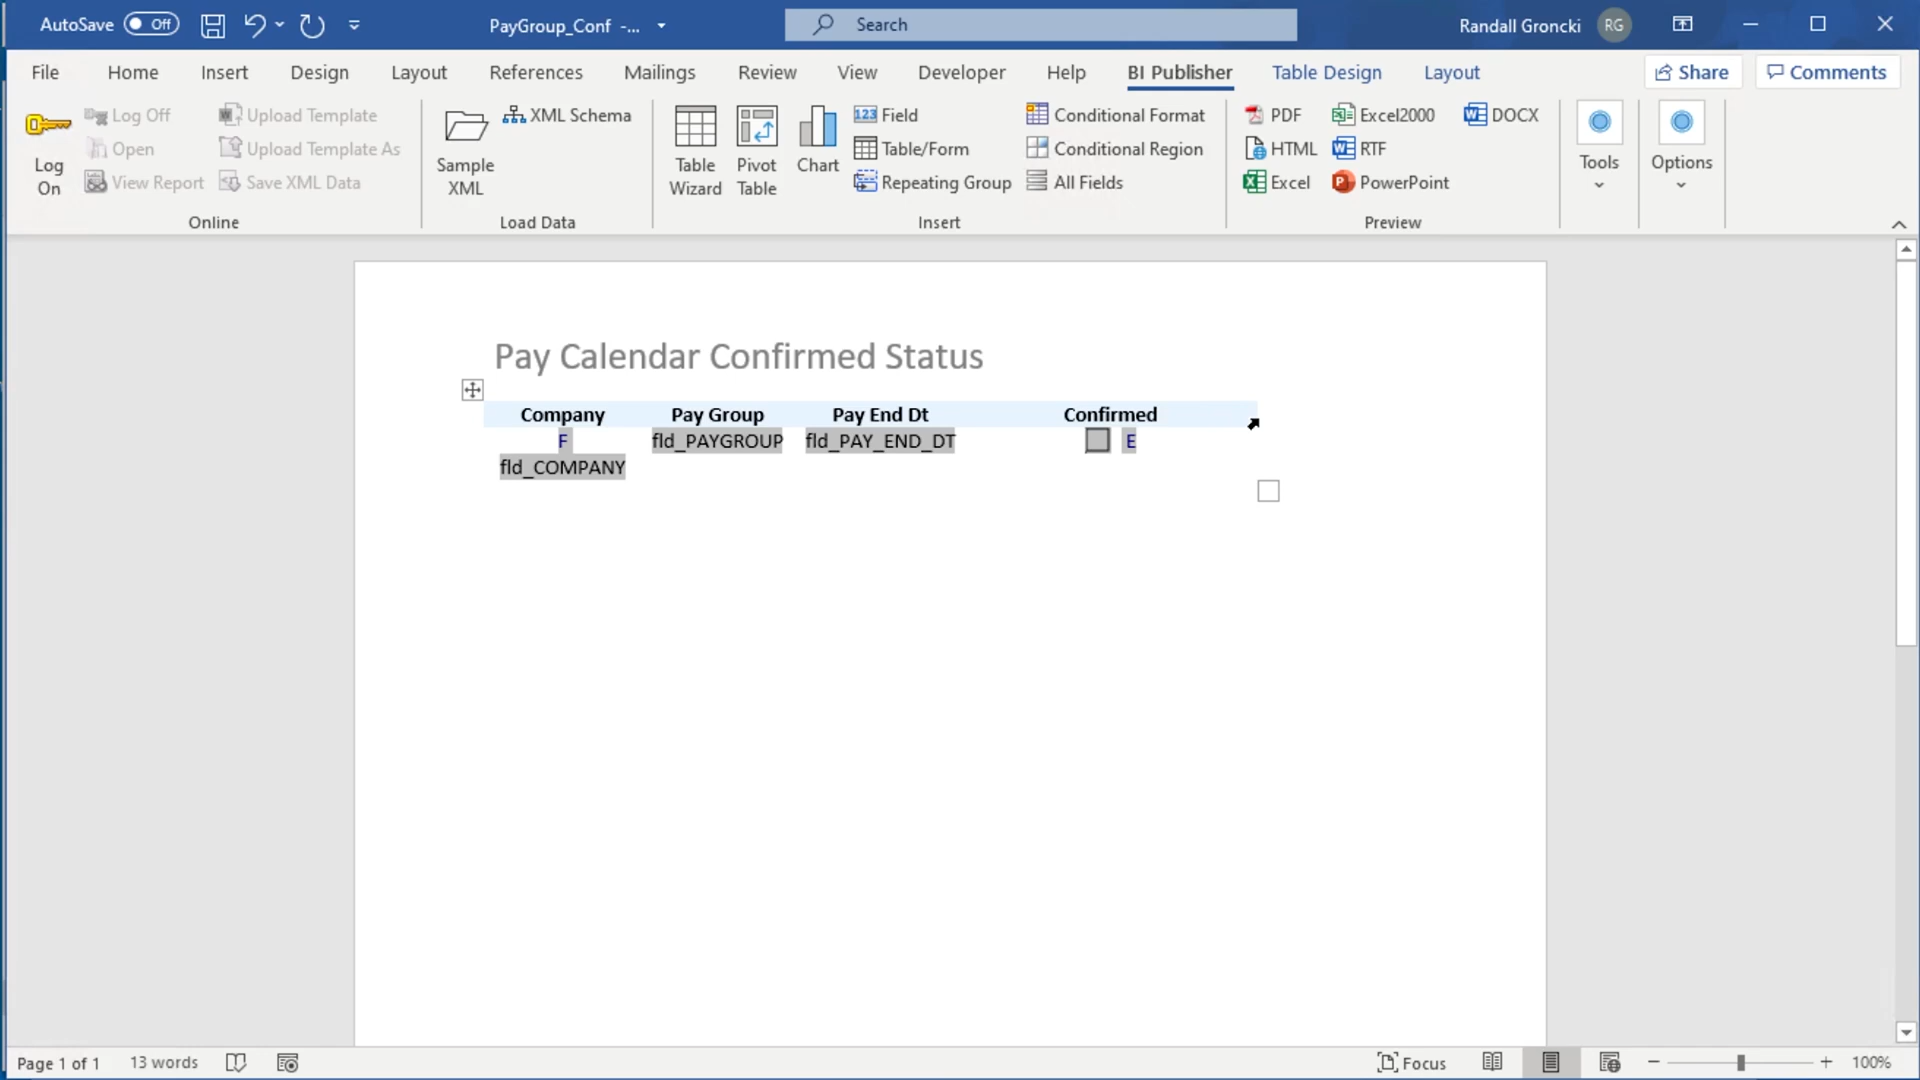 AutoSave Off PayGroup_Conf -... Search Randall Groncki RG
File Home Insert Design Layout References Mailings Review View Developer Help BI Publisher Table Design Layout Share Comments
Log On
Log Off
Open
View Report
Upload Template
Upload Template As
Save XML Data
Online
Sample XML
XML Schema
Load Data
Table Wizard
Pivot Table
Chart
123 Field
Table/Form
Repeating Group
Conditional Format
Conditional Region
All Fields
Insert
PDF
HTML
Excel
Excel2000
RTF
PowerPoint
DOCX
Preview
Tools
Options
Pay Calendar Confirmed Status
Company Pay Group Pay End Dt Confirmed
F fld_PAYGROUP fld_PAY_END_DT E
fld_COMPANY
Page 1 of 1 13 words Focus 100%